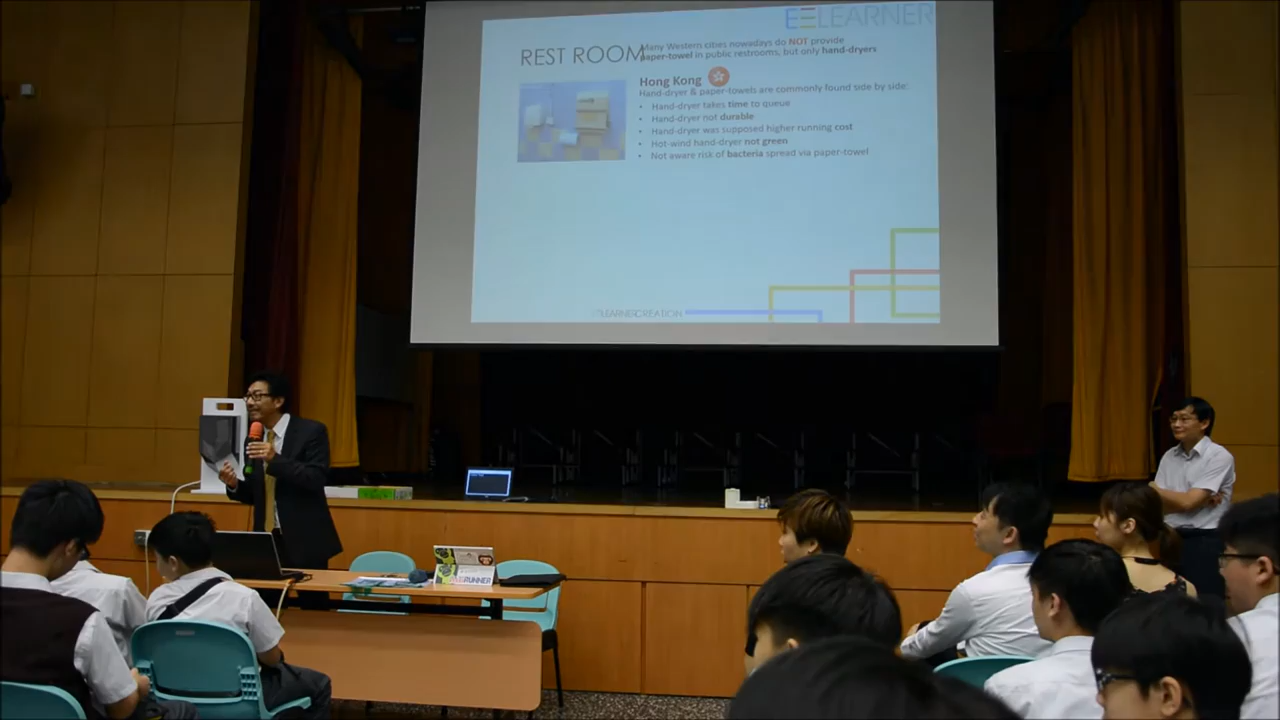 EELEARNER
REST ROOM
Many Western cities nowadays do NOT provide
paper-towel in public restrooms, but only hand-dryers
Hong Kong
Hand-dryer & paper-towels are commonly found side by side:
• Hand-dryer takes time to queue
• Hand-dryer not durable
• Hand-dryer was supposed higher running cost
• Hot-wind hand-dryer not green
• Not aware risk of bacteria spread via paper-towel
LEARNERCREATION
RUNNER